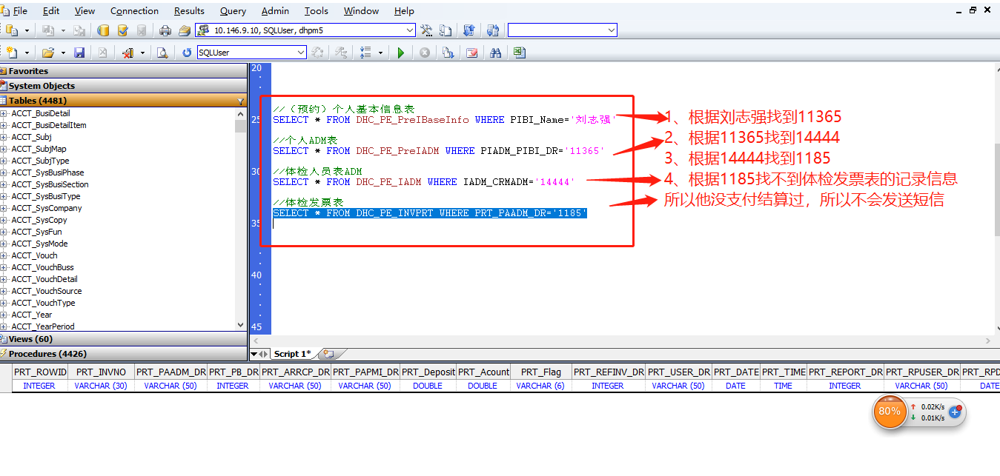 File Edit View Connection Results Query Admin Tools Window Help
10.146.9.10, SQLUser, dhpm5
SQLUser
Favorites
System Objects
Tables (4481)
ACCT_BusiDetail
ACCT_BusiDetailItem
ACCT_Subj
ACCT_SubjMap
ACCT_SubjType
ACCT_SysBusiPhase
ACCT_SysBusiSection
ACCT_SysBusiType
ACCT_SysCompany
ACCT_SysCopy
ACCT_SysFun
ACCT_SysMode
ACCT_Vouch
ACCT_VouchBuss
ACCT_VouchDetail
ACCT_VouchSource
ACCT_VouchType
ACCT_Year
ACCT_YearPeriod
Views (60)
Procedures (4426)
20
//（预约）个人基本信息表
25 SELECT * FROM DHC_PE_PreIBaseInfo WHERE PIBI_Name='刘志强'
//个人ADM表
SELECT * FROM DHC_PE_PreIADM WHERE PIADM_PIBI_DR='11365'
30 //体检人员表ADM
SELECT * FROM DHC_PE_IADM WHERE IADM_CRMADM='14444'
//体检发票表
SELECT * FROM DHC_PE_INVPRT WHERE PRT_PAADM_DR='1185'
35
40
45
1、根据刘志强找到11365
2、根据11365找到14444
3、根据14444找到1185
4、根据1185找不到体检发票表的记录信息
所以他没支付结算过，所以不会发送短信
Script 1*
PRT_ROWID PRT_INVNO PRT_PAADM_DR PRT_PB_DR PRT_ARRCP_DR PRT_PAPMI_DR PRT_Deposit PRT_Acount PRT_Flag PRT_REFINV_DR PRT_USER_DR PRT_DATE PRT_TIME PRT_REPORT_DR PRT_RPUSER_DR PRT_RPD
INTEGER VARCHAR (30) VARCHAR (50) INTEGER VARCHAR (50) VARCHAR (50) DOUBLE DOUBLE VARCHAR (6) INTEGER VARCHAR (50) DATE TIME INTEGER VARCHAR (50) DATE
80%
0.02K/s
0.01K/s